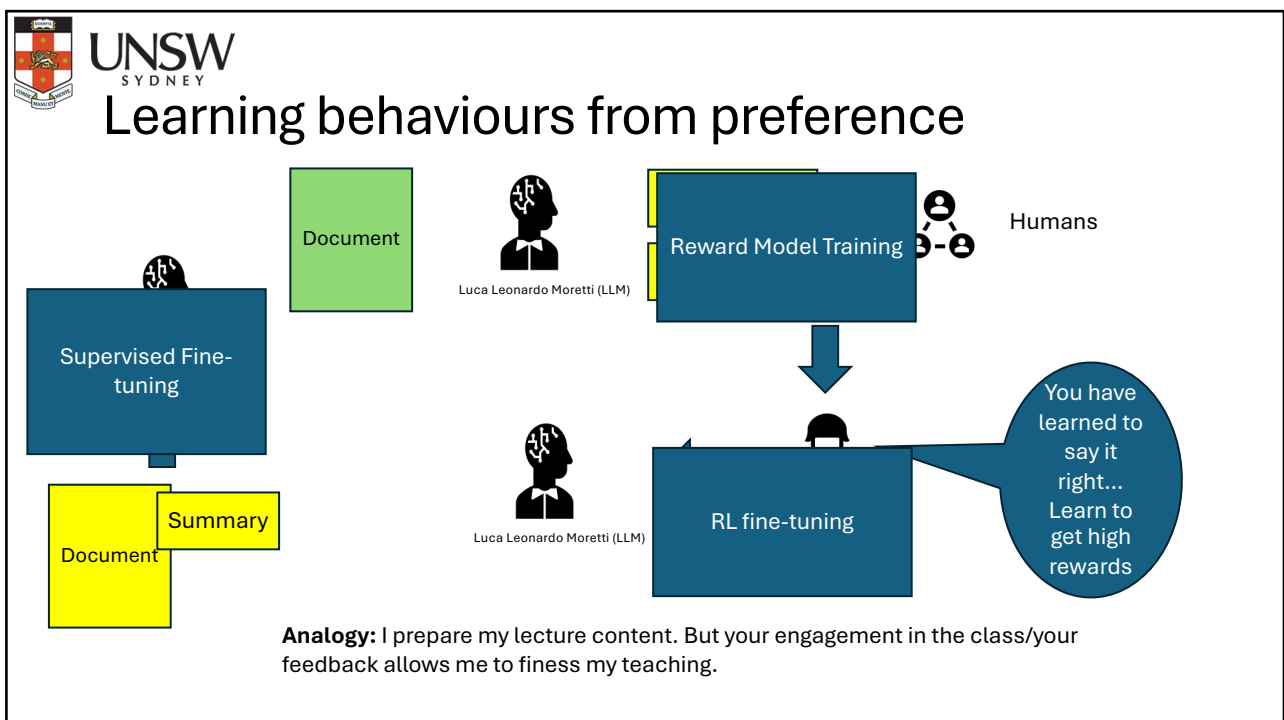 UNSW
SYDNEY
Learning behaviours from preference
Document
Luca Leonardo Moretti (LLM)
Reward Model Training
Humans
Supervised Fine-
tuning
Document
Summary
Luca Leonardo Moretti (LLM)
RL fine-tuning
You have
learned to
say it
right...
Learn to
get high
rewards
Analogy: I prepare my lecture content. But your engagement in the class/your
feedback allows me to finess my teaching.